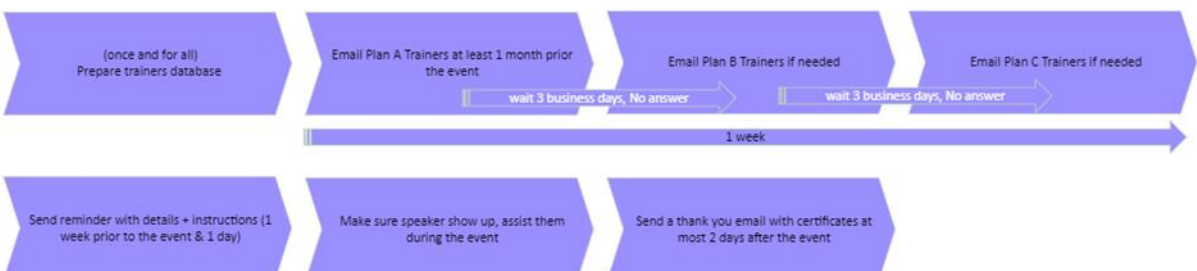 (once and for all)
Prepare trainers database
Email Plan A Trainers at least 1 month prior
the event
wait 3 business days, No answer
Email Plan B Trainers if needed
wait 3 business days, No answer
Email Plan C Trainers if needed
1 week
Send reminder with details + instructions (1
week prior to the event & 1 day)
Make sure speaker show up, assist them
during the event
Send a thank you email with certificates at
most 2 days after the event